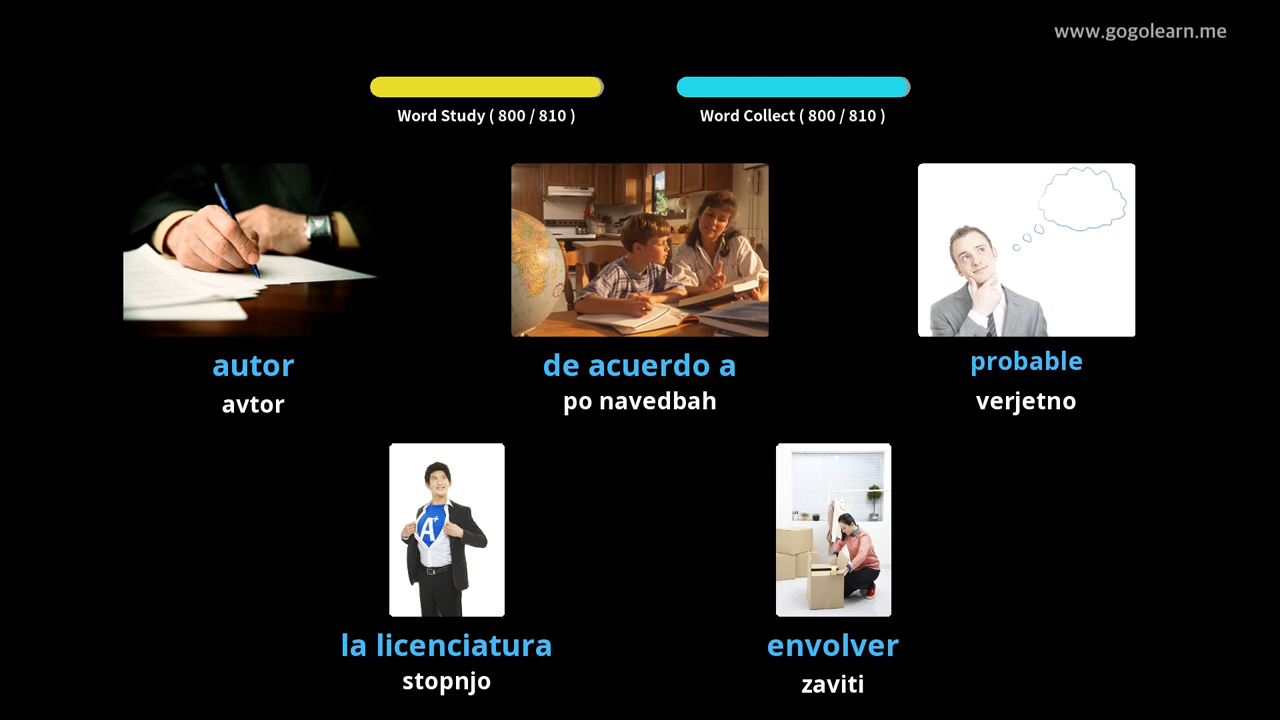 www.gogolearn.me
Word Study ( 800 / 810 )
Word Collect ( 800 / 810 )
autor
avtor
de acuerdo a
po navedbah
probable
verjetno
A+
la licenciatura
stopnjo
envolver
zaviti